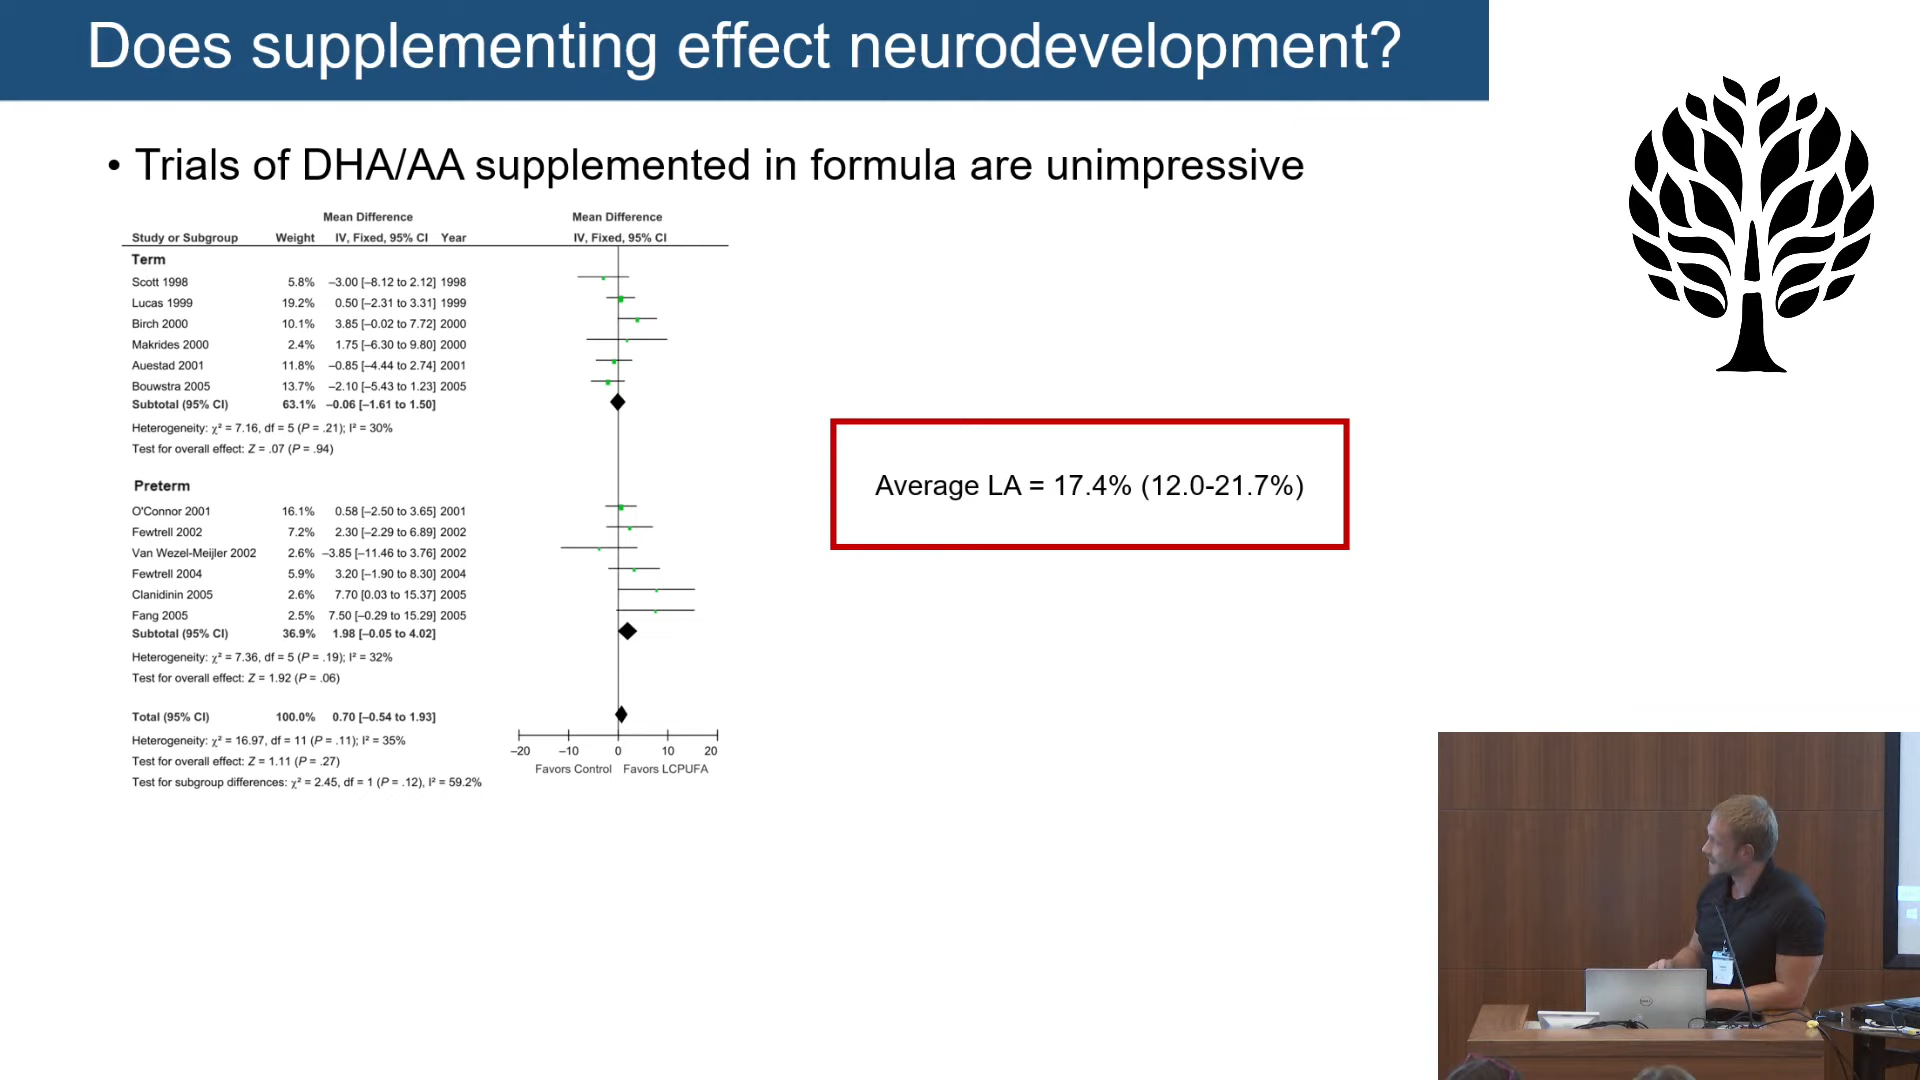 Does supplementing effect neurodevelopment?
• Trials of DHA/AA supplemented in formula are unimpressive
Mean Difference Mean Difference
Study or Subgroup Weight IV, Fixed, 95% CI Year IV, Fixed, 95% CI
Term
Scott 1998 5.8% –3.00 [–8.12 to 2.12] 1998
Lucas 1999 19.2% 0.50 [–2.31 to 3.31] 1999
Birch 2000 10.1% 3.85 [–0.02 to 7.72] 2000
Makrides 2000 2.4% 1.75 [–6.30 to 9.80] 2000
Auestad 2001 11.8% –0.85 [–4.44 to 2.74] 2001
Bouwstra 2005 13.7% –2.10 [–5.43 to 1.23] 2005
Subtotal (95% CI) 63.1% –0.06 [–1.61 to 1.50]
Heterogeneity: χ² = 7.16, df = 5 (P = .21); I² = 30%
Test for overall effect: Z = .07 (P = .94)
Preterm
O'Connor 2001 16.1% 0.58 [–2.50 to 3.65] 2001
Fewtrell 2002 7.2% 2.30 [–2.29 to 6.89] 2002
Van Wezel-Meijler 2002 2.6% –3.85 [–11.46 to 3.76] 2002
Fewtrell 2004 5.9% 3.20 [–1.90 to 8.30] 2004
Clanidinin 2005 2.6% 7.70 [0.03 to 15.37] 2005
Fang 2005 2.5% 7.50 [–0.29 to 15.29] 2005
Subtotal (95% CI) 36.9% 1.98 [–0.05 to 4.02]
Heterogeneity: χ² = 7.36, df = 5 (P = .19); I² = 32%
Test for overall effect: Z = 1.92 (P = .06)
Total (95% CI) 100.0% 0.70 [–0.54 to 1.93]
Heterogeneity: χ² = 16.97, df = 11 (P = .11); I² = 35%
Test for overall effect: Z = 1.11 (P = .27)
Test for subgroup differences: χ² = 2.45, df = 1 (P = .12), I² = 59.2%
–20 –10 0 10 20
Favors Control Favors LCPUFA
Average LA = 17.4% (12.0-21.7%)
DELL